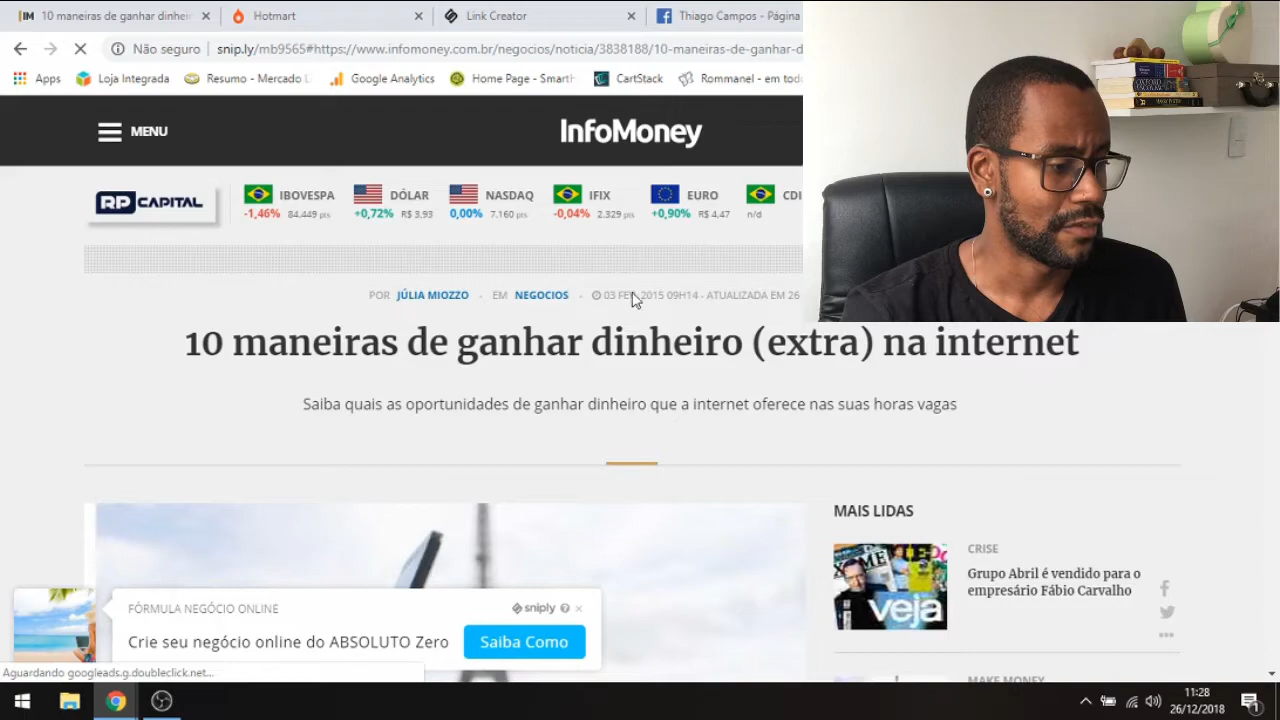 10 maneiras de ganhar dinheir
Hotmart
Link Creator
Thiago Campos - Página
Não seguro
snip.ly/mb9565#https://www.infomoney.com.br/negocios/noticia/3838188/10-maneiras-de-ganhar-d
Apps
Loja Integrada
Resumo - Mercado L
Google Analytics
Home Page - Smarth
CartStack
Rommanel - em tod
MENU
InfoMoney
RP CAPITAL
IBOVESPA
-1,46% 84.449 pts
DÓLAR
+0,72% R$ 3,93
NASDAQ
0,00% 7.160 pts
IFIX
-0,04% 2.329 pts
EURO
+0,90% R$ 4,47
CDI
n/d
POR JÚLIA MIOZZO - EM NEGOCIOS - 03 FEV 2015 09H14 - ATUALIZADA EM 26
10 maneiras de ganhar dinheiro (extra) na internet
Saiba quais as oportunidades de ganhar dinheiro que a internet oferece nas suas horas vagas
MAIS LIDAS
CRISE
Grupo Abril é vendido para o
empresário Fábio Carvalho
veja
MAKE MONEY
FÓRMULA NEGÓCIO ONLINE
sniply
Crie seu negócio online do ABSOLUTO Zero
Saiba Como
Aguardando googleads.g.doubleclick.net...
11:28
26/12/2018